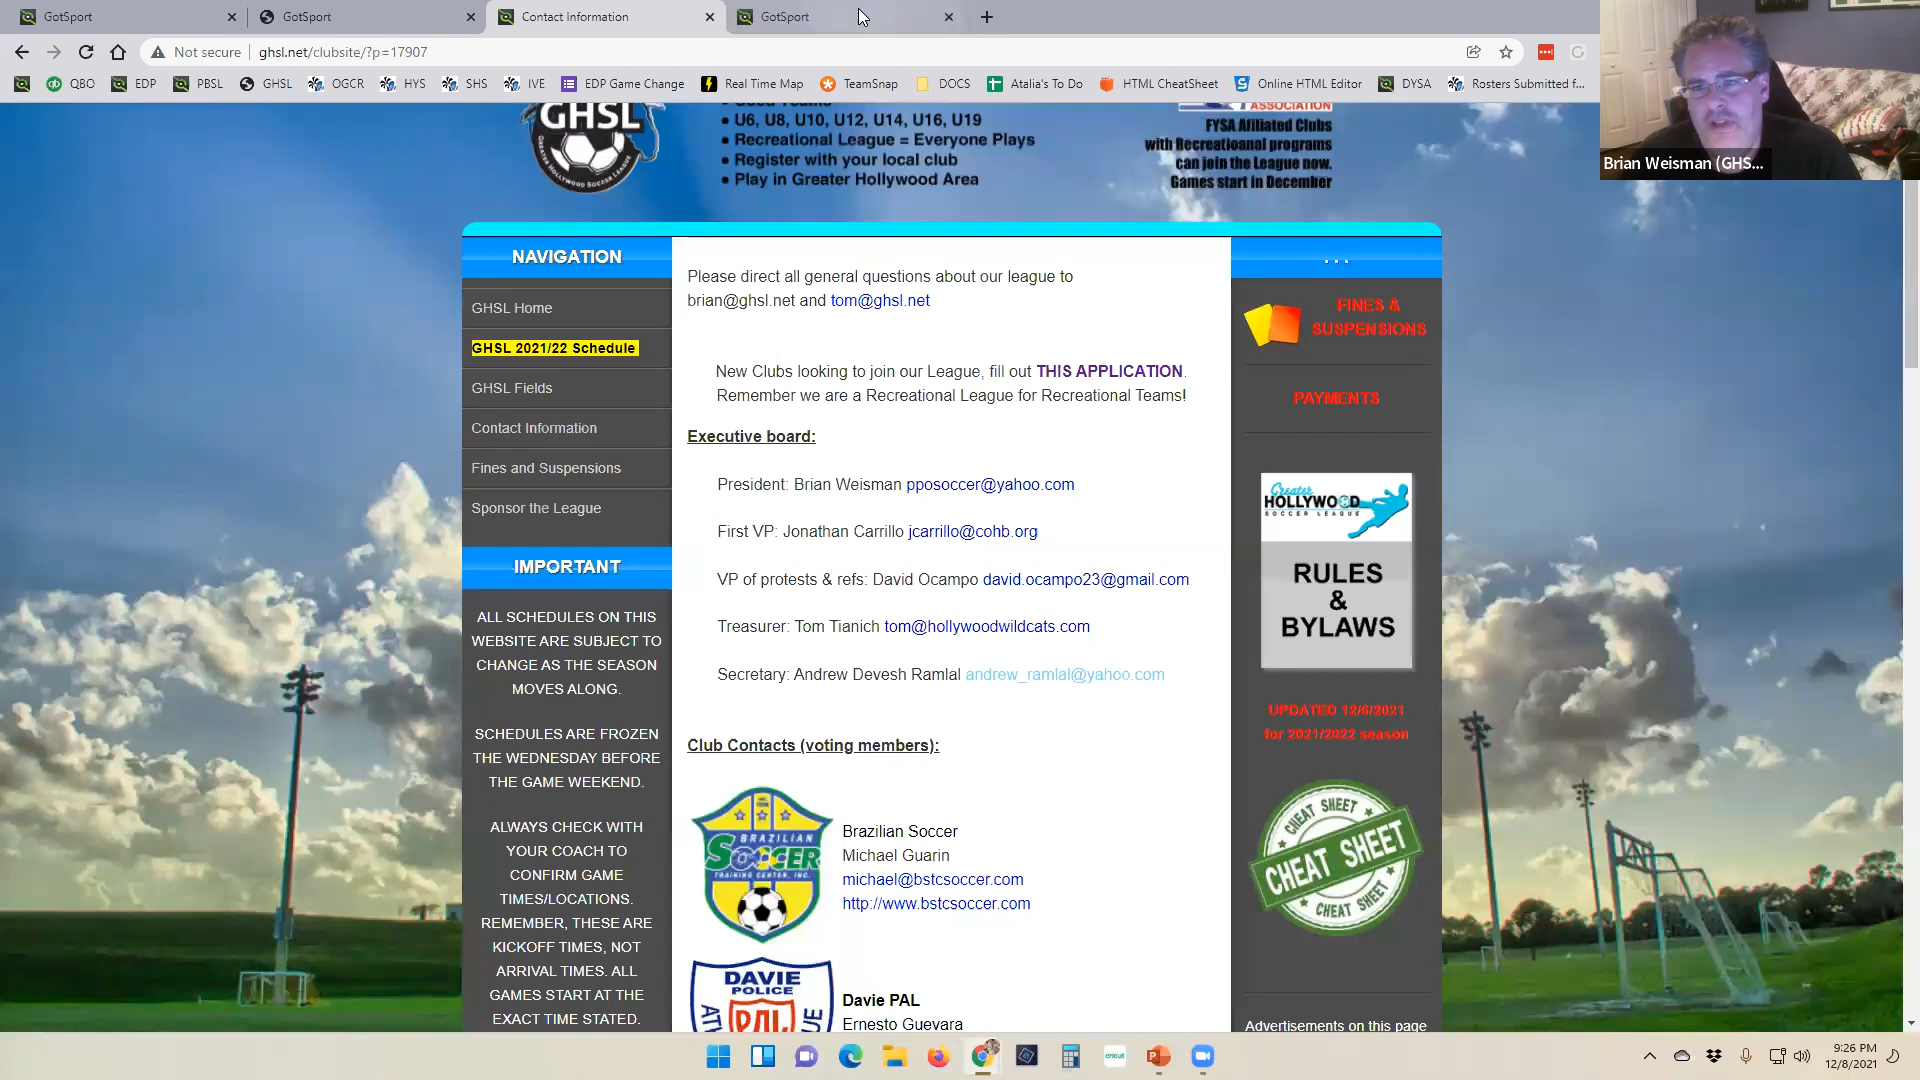 GotSport
GotSport
Contact Information
GotSport
Not secure
ghsl.net/clubsite/?p=17907
QBO
EDP
PBSL
GHSL
OGCR
HYS
SHS
IVE
EDP Game Change
Real Time Map
TeamSnap
DOCS
Atalia's To Do
HTML CheatSheet
Online HTML Editor
DYSA
Rosters Submitted f...
Brian Weisman (GHS...
GHSL
• U6, U8, U10, U12, U14, U16, U19
• Recreational League = Everyone Plays
• Register with your local club
• Play in Greater Hollywood Area
ASSOCIATION
FYSA Affiliated Clubs
with Recreatioanal programs
can join the League now.
Games start in December
NAVIGATION
GHSL Home
GHSL 2021/22 Schedule
GHSL Fields
Contact Information
Fines and Suspensions
Sponsor the League
IMPORTANT
ALL SCHEDULES ON THIS
WEBSITE ARE SUBJECT TO
CHANGE AS THE SEASON
MOVES ALONG.
SCHEDULES ARE FROZEN
THE WEDNESDAY BEFORE
THE GAME WEEKEND.
ALWAYS CHECK WITH
YOUR COACH TO
CONFIRM GAME
TIMES/LOCATIONS.
REMEMBER, THESE ARE
KICKOFF TIMES, NOT
ARRIVAL TIMES. ALL
GAMES START AT THE
EXACT TIME STATED.
Please direct all general questions about our league to
brian@ghsl.net and tom@ghsl.net
New Clubs looking to join our League, fill out THIS APPLICATION.
Remember we are a Recreational League for Recreational Teams!
Executive board:
President: Brian Weisman pposoccer@yahoo.com
First VP: Jonathan Carrillo jcarrillo@cohb.org
VP of protests & refs: David Ocampo david.ocampo23@gmail.com
Treasurer: Tom Tianich tom@hollywoodwildcats.com
Secretary: Andrew Devesh Ramlal andrew_ramlal@yahoo.com
Club Contacts (voting members):
BRAZILIAN
SOCCER
TRAINING CENTER, INC.
Brazilian Soccer
Michael Guarin
michael@bstcsoccer.com
http://www.bstcsoccer.com
DAVIE
POLICE
PAL
Davie PAL
Ernesto Guevara
. . .
FINES &
SUSPENSIONS
PAYMENTS
Greater
HOLLYWOOD
SOCCER LEAGUE
RULES
&
BYLAWS
UPDATED 12/6/2021
for 2021/2022 season
CHEAT SHEET
CHEAT SHEET
CHEAT SHEET
Advertisements on this page
cricut
9:26 PM
12/8/2021